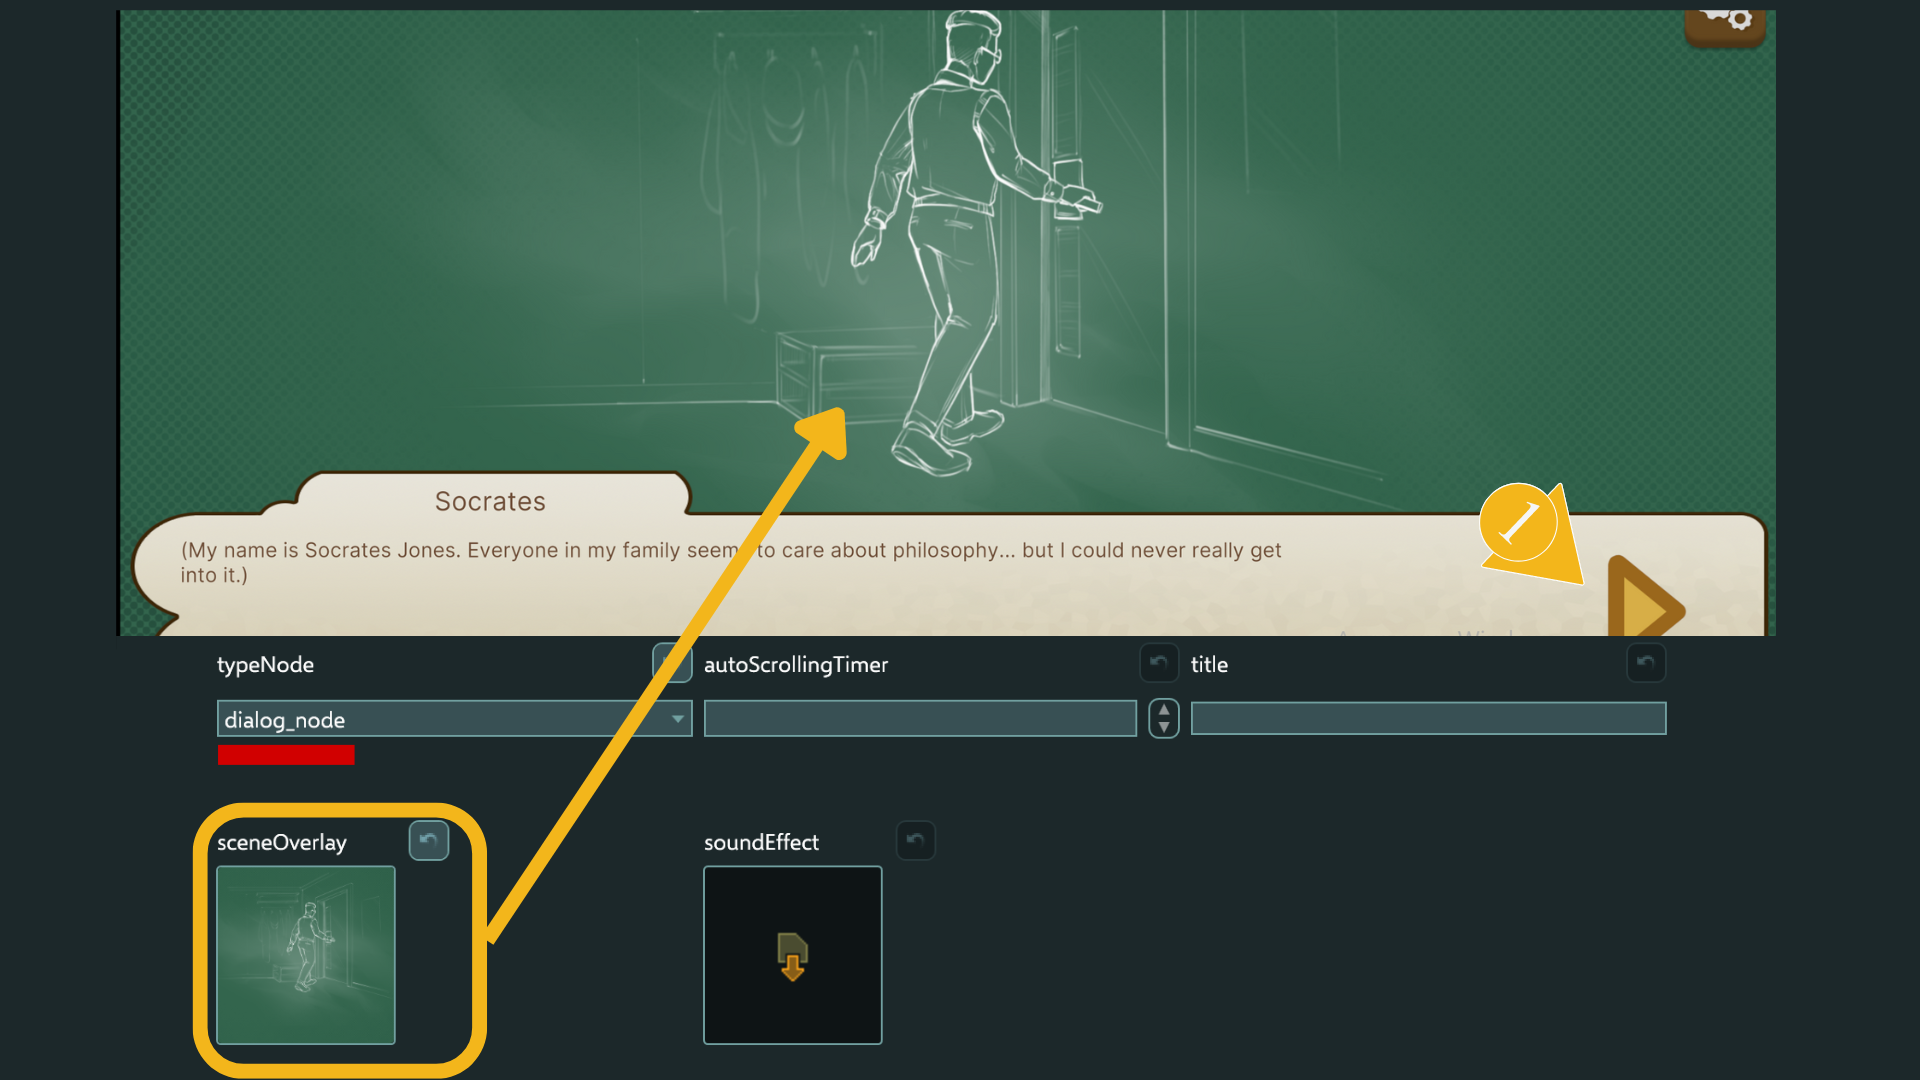 Socrates
(My name is Socrates Jones. Everyone in my family seem to care about philosophy... but I could never really get
into it.)
1
typeNode
autoScrollingTimer
title
dialog_node
sceneOverlay
soundEffect